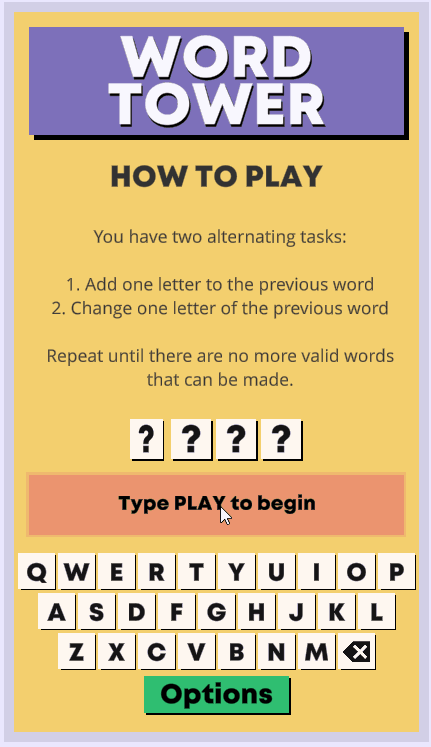 WORD
TOWER
HOW TO PLAY
You have two alternating tasks:
1. Add one letter to the previous word
2. Change one letter of the previous word
Repeat until there are no more valid words
that can be made.
? ? ? ?
Type PLAY to begin
Q W E R T Y U I O P
A S D F G H J K L
Z X C V B N M
Options